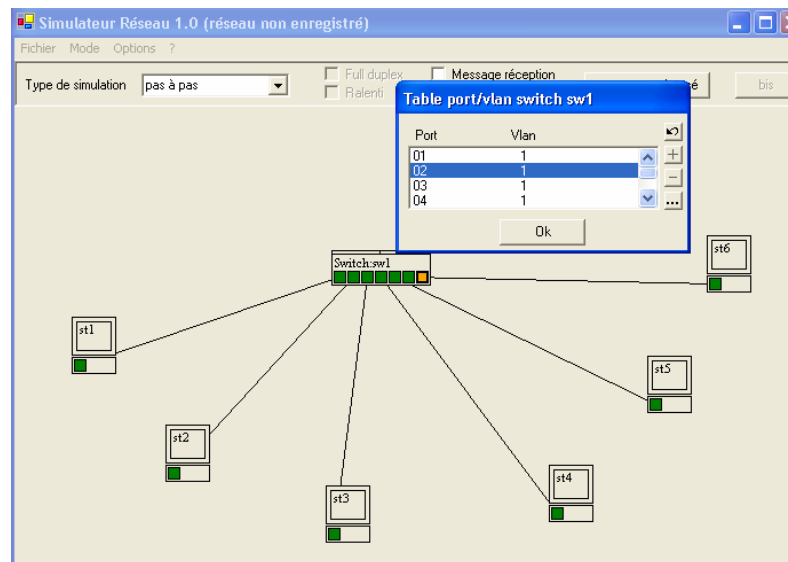 Simulateur Réseau 1.0 (réseau non enregistré)
Fichier Mode Options ?
Type de simulation pas à pas
Full duplex
Ralenti
Message réception
bis
Table port/vlan switch sw1
Port Vlan
01 1
02 1
03 1
04 1
Ok
Switch:sw1
st6
st1
st5
st2
st4
st3